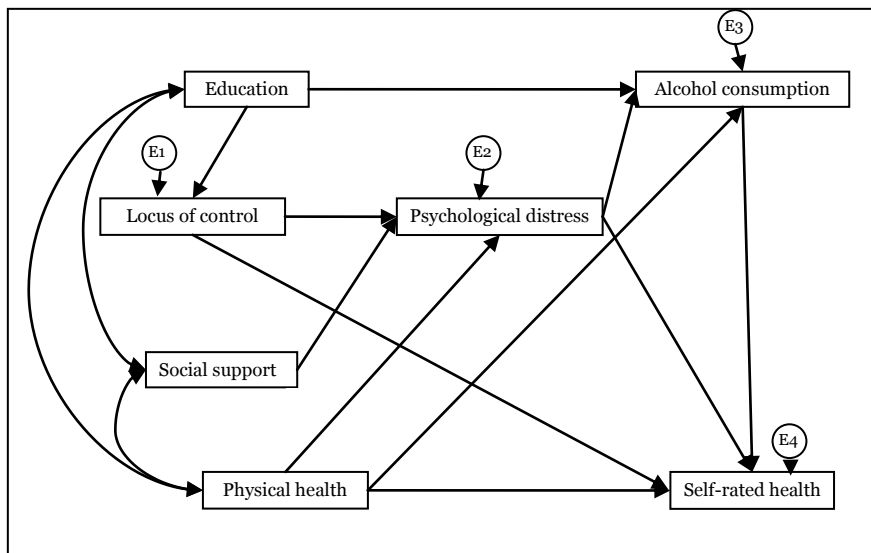 E3
Education
Alcohol consumption
E1
E2
Locus of control
Psychological distress
Social support
E4
Physical health
Self-rated health